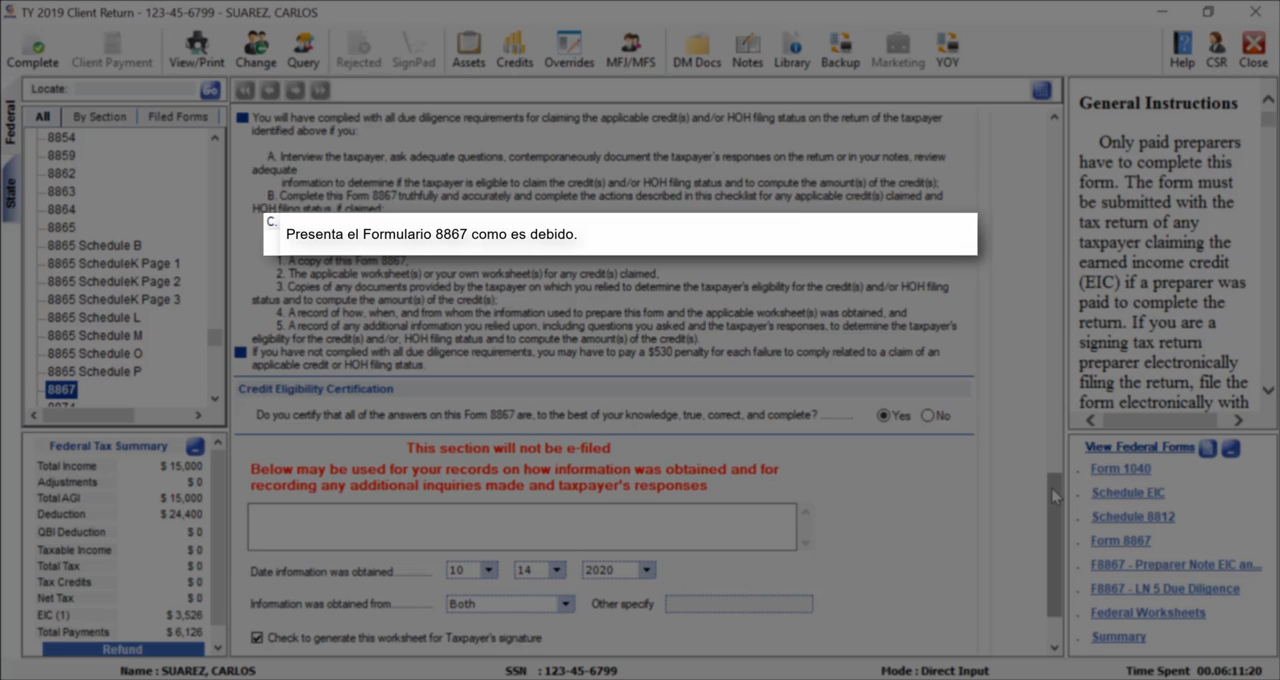 TY 2019 Client Return - 123-45-6799 - SUAREZ, CARLOS
Complete Client Payment View/Print Change Query Rejected SignPad Assets Credits Overrides MFJ/MFS DM Docs Notes Library Backup Marketing YOY Help CSR Close
Federal
State
Locate:
All By Section Filed Forms
8854
8859
8862
8863
8864
8865
8865 Schedule B
8865 ScheduleK Page 1
8865 ScheduleK Page 2
8865 ScheduleK Page 3
8865 Schedule L
8865 Schedule M
8865 Schedule O
8865 Schedule P
8867
Federal Tax Summary
Total Income $ 15,000
Adjustments $ 0
Total AGI $ 15,000
Deduction $ 24,400
QBI Deduction $ 0
Taxable Income $ 0
Total Tax $ 0
Tax Credits $ 0
Net Tax $ 0
EIC (1) $ 3,526
Total Payments $ 6,126
Refund
You will have complied with all due diligence requirements for claiming the applicable credit(s) and/or HOH filing status on the return of the taxpayer
identified above if you:
A. Interview the taxpayer, ask adequate questions, contemporaneously document the taxpayer's responses on the return or in your notes, review
adequate
information to determine if the taxpayer is eligible to claim the credit(s) and/or HOH filing status and to compute the amount(s) of the credit(s);
B. Complete this Form 8867 truthfully and accurately and complete the actions described in this checklist for any applicable credit(s) claimed and
HOH filing status, if claimed;
C.
Presenta el Formulario 8867 como es debido.
1. A copy of this Form 8867,
2. The applicable worksheet(s) or your own worksheet(s) for any credit(s) claimed,
3. Copies of any documents provided by the taxpayer on which you relied to determine the taxpayer's eligibility for the credit(s) and/or HOH filing
status and to compute the amount(s) of the credit(s);
4. A record of how, when, and from whom the information used to prepare this form and the applicable worksheet(s) was obtained, and
5. A record of any additional information you relied upon, including questions you asked and the taxpayer's responses, to determine the taxpayer's
eligibility for the credit(s) and/or, HOH filing status and to compute the amount(s) of the credit(s).
If you have not complied with all due diligence requirements, you may have to pay a $530 penalty for each failure to comply related to a claim of an
applicable credit or HOH filing status.
Credit Eligibility Certification
Do you certify that all of the answers on this Form 8867 are, to the best of your knowledge, true, correct, and complete? Yes No
This section will not be e-filed
Below may be used for your records on how information was obtained and for
recording any additional inquiries made and taxpayer's responses
Date information was obtained 10 14 2020
Information was obtained from Both Other specify
Check to generate this worksheet for Taxpayer's signature
General Instructions
Only paid preparers
have to complete this
form. The form must
be submitted with the
tax return of any
taxpayer claiming the
earned income credit
(EIC) if a preparer was
paid to complete the
return. If you are a
signing tax return
preparer electronically
filing the return, file the
form electronically with
View Federal Forms
Form 1040
Schedule EIC
Schedule 8812
Form 8867
F8867 - Preparer Note EIC an...
F8867 - LN 5 Due Diligence
Federal Worksheets
Summary
Name : SUAREZ, CARLOS SSN : 123-45-6799 Mode : Direct Input Time Spent 00.06:11:20